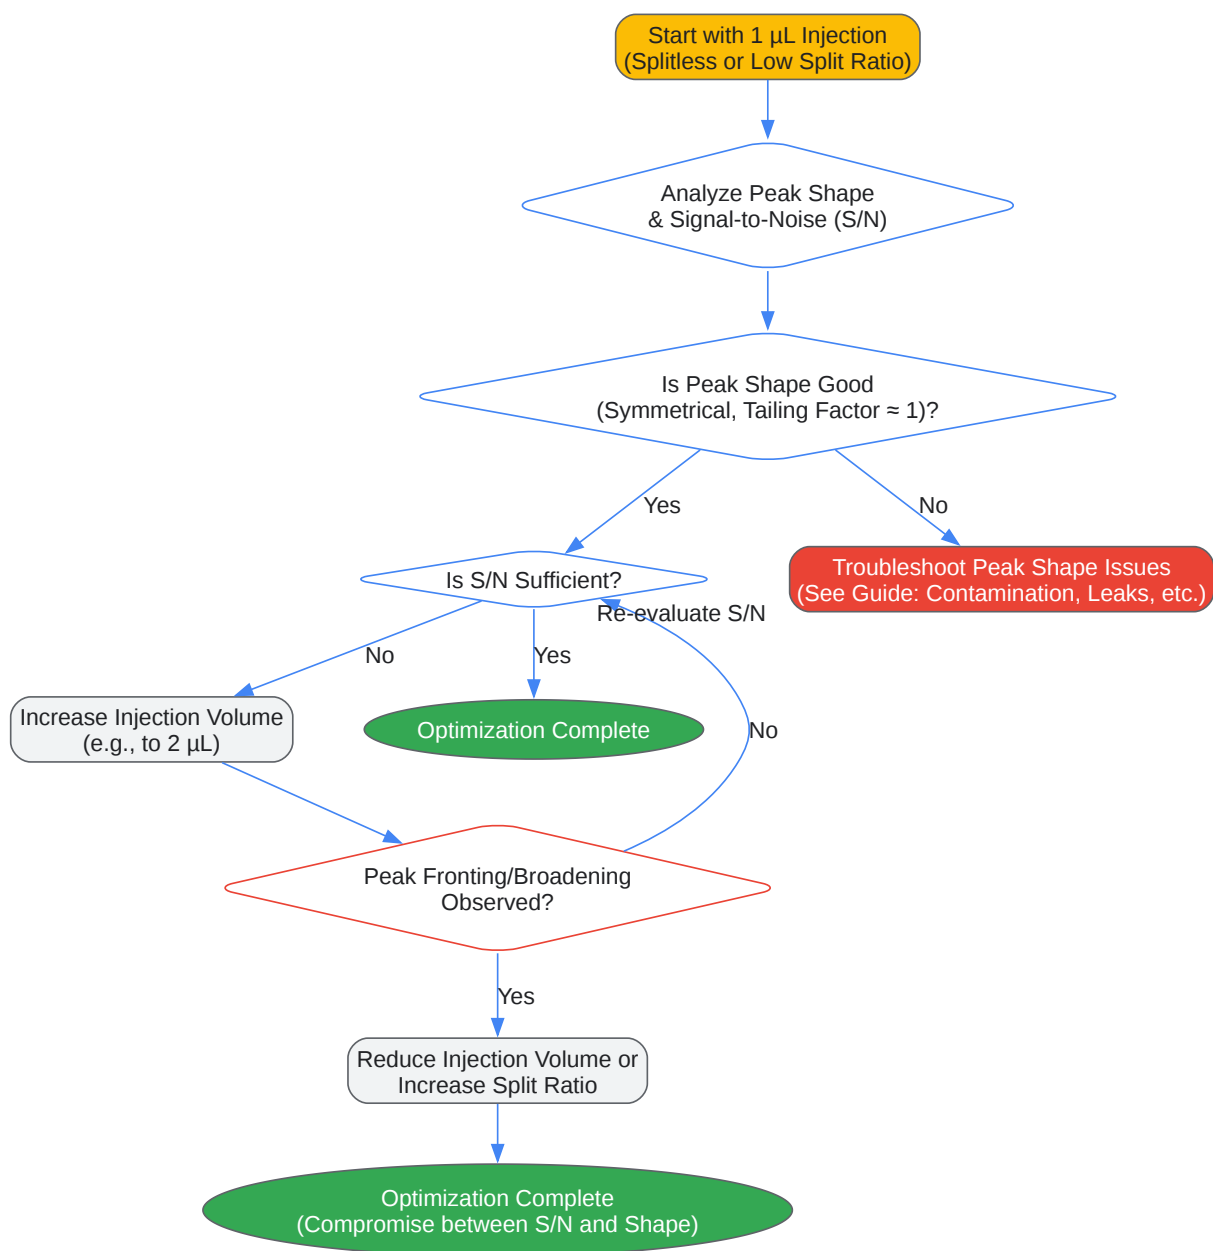 Start with 1 µL Injection
(Splitless or Low Split Ratio)
Analyze Peak Shape
& Signal-to-Noise (S/N)
Is Peak Shape Good
(Symmetrical, Tailing Factor ≈ 1)?
Yes
No
Is S/N Sufficient?
Troubleshoot Peak Shape Issues
(See Guide: Contamination, Leaks, etc.)
Re-evaluate S/N
No
Yes
Increase Injection Volume
(e.g., to 2 µL)
Optimization Complete
No
Peak Fronting/Broadening
Observed?
Yes
Reduce Injection Volume or
Increase Split Ratio
Optimization Complete
(Compromise between S/N and Shape)